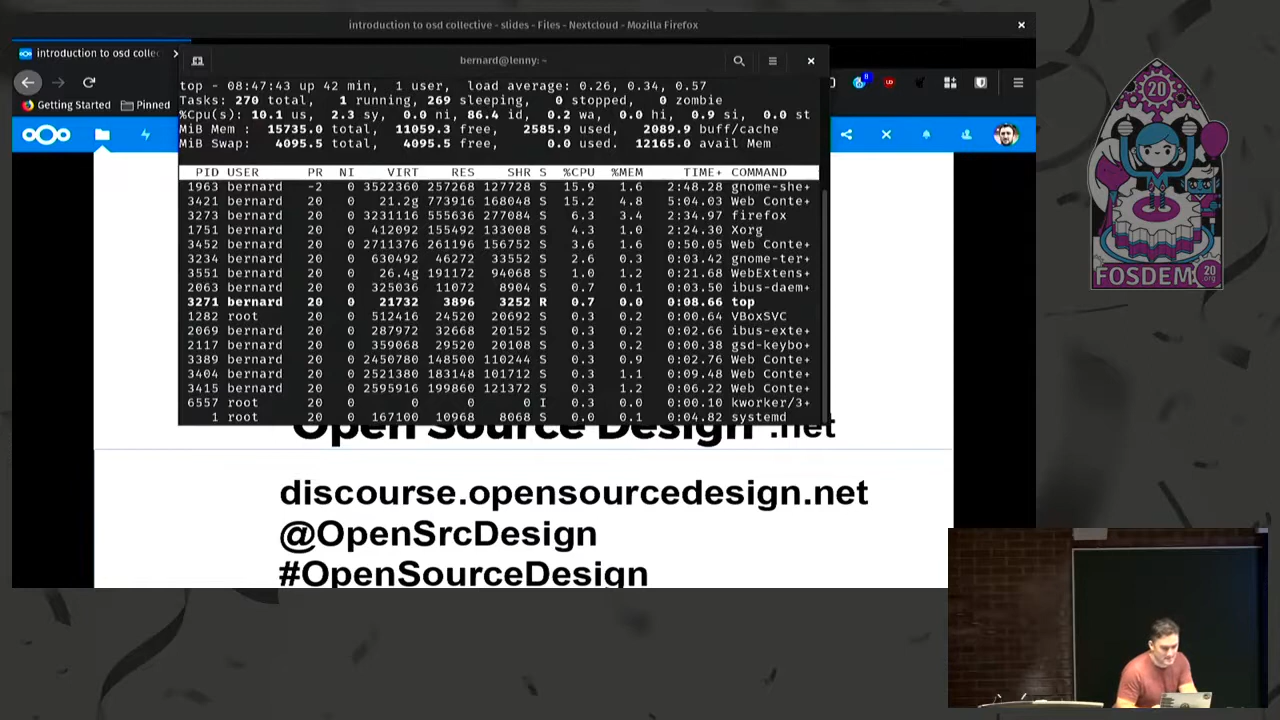 introduction to osd collective - slides - Files - Nextcloud - Mozilla Firefox
introduction to osd collec
Getting Started
Pinned
8
bernard@lenny: ~
top - 08:47:43 up 42 min, 1 user, load average: 0.26, 0.34, 0.57
Tasks: 270 total, 1 running, 269 sleeping, 0 stopped, 0 zombie
%Cpu(s): 10.1 us, 2.3 sy, 0.0 ni, 86.4 id, 0.2 wa, 0.0 hi, 0.9 si, 0.0 st
MiB Mem : 15735.0 total, 11059.3 free, 2585.9 used, 2089.9 buff/cache
MiB Swap: 4095.5 total, 4095.5 free, 0.0 used. 12165.0 avail Mem
PID USER PR NI VIRT RES SHR S %CPU %MEM TIME+ COMMAND
1963 bernard -2 0 3522360 257268 127728 S 15.9 1.6 2:48.28 gnome-she+
3421 bernard 20 0 21.2g 773916 168048 S 15.2 4.8 5:04.03 Web Conte+
3273 bernard 20 0 3231116 555636 277084 S 6.3 3.4 2:34.97 firefox
1751 bernard 20 0 412092 155492 133908 S 4.3 1.0 2:24.30 Xorg
3452 bernard 20 0 2711376 261196 156752 S 3.6 1.6 0:50.05 Web Conte+
3234 bernard 20 0 630492 46272 33552 S 2.6 0.3 0:03.42 gnome-ter+
3551 bernard 20 0 26.4g 191172 94068 S 1.0 1.2 0:21.68 WebExtens+
2063 bernard 20 0 325036 11072 8904 S 0.7 0.1 0:03.50 ibus-daem+
3271 bernard 20 0 21732 3896 3252 R 0.7 0.0 0:08.66 top
1282 root 20 0 512416 24520 20692 S 0.3 0.2 0:00.64 VBoxSVC
2069 bernard 20 0 287972 32668 20152 S 0.3 0.2 0:02.66 ibus-exte+
2117 bernard 20 0 359068 29520 20108 S 0.3 0.2 0:00.38 gsd-keybo+
3389 bernard 20 0 2450780 148500 110244 S 0.3 0.9 0:02.76 Web Conte+
3404 bernard 20 0 2521380 183148 101712 S 0.3 1.1 0:09.48 Web Conte+
3415 bernard 20 0 2595916 199860 121372 S 0.3 1.2 0:06.22 Web Conte+
6557 root 20 0 0 0 0 I 0.3 0.0 0:00.10 kworker/3+
1 root 20 0 167100 10968 8068 S 0.0 0.1 0:04.82 systemd
Open Source Design .net
discourse.opensourcedesign.net
@OpenSrcDesign
#OpenSourceDesign
20
FOSDEM
20
.org